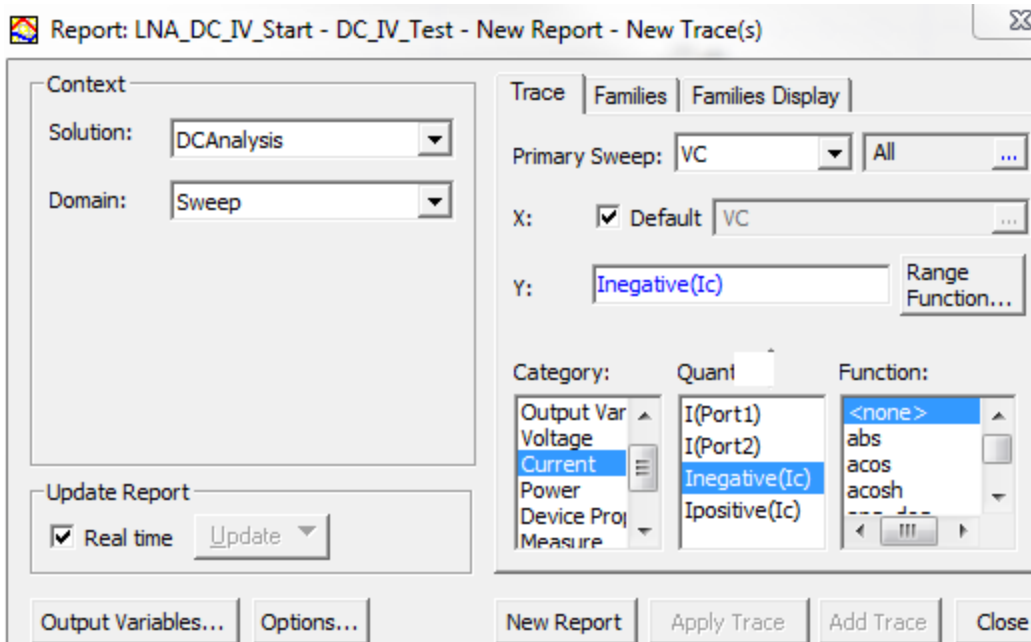 Report: LNA_DC_IV_Start - DC_IV_Test - New Report - New Trace(s)
Context
Solution: DCAnalysis
Domain: Sweep
Update Report
Real time Update
Output Variables... Options...
Trace Families Families Display
Primary Sweep: VC All ...
X: Default VC ...
Y: Inegative(Ic) Range Function...
Category: Quant Function:
Output Var
Voltage
Current
Power
Device Prop
Measure
I(Port1)
I(Port2)
Inegative(Ic)
Ipositive(Ic)
<none>
abs
acos
acosh
New Report Apply Trace Add Trace Close